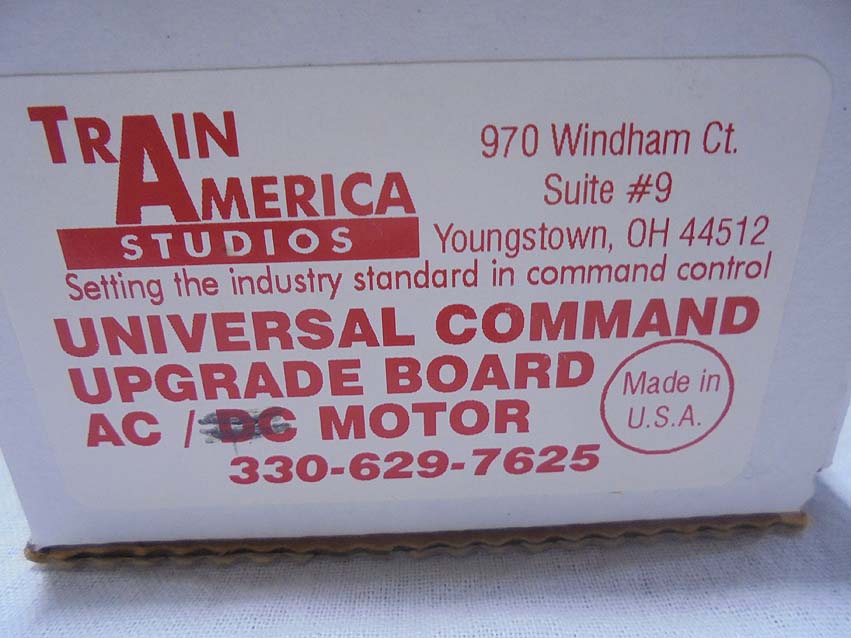 TRAIN
AMERICA
STUDIOS
970 Windham Ct.
Suite #9
Youngstown, OH 44512
Setting the industry standard in command control
UNIVERSAL COMMAND
UPGRADE BOARD
AC / DC MOTOR
330-629-7625
Made in
U.S.A.